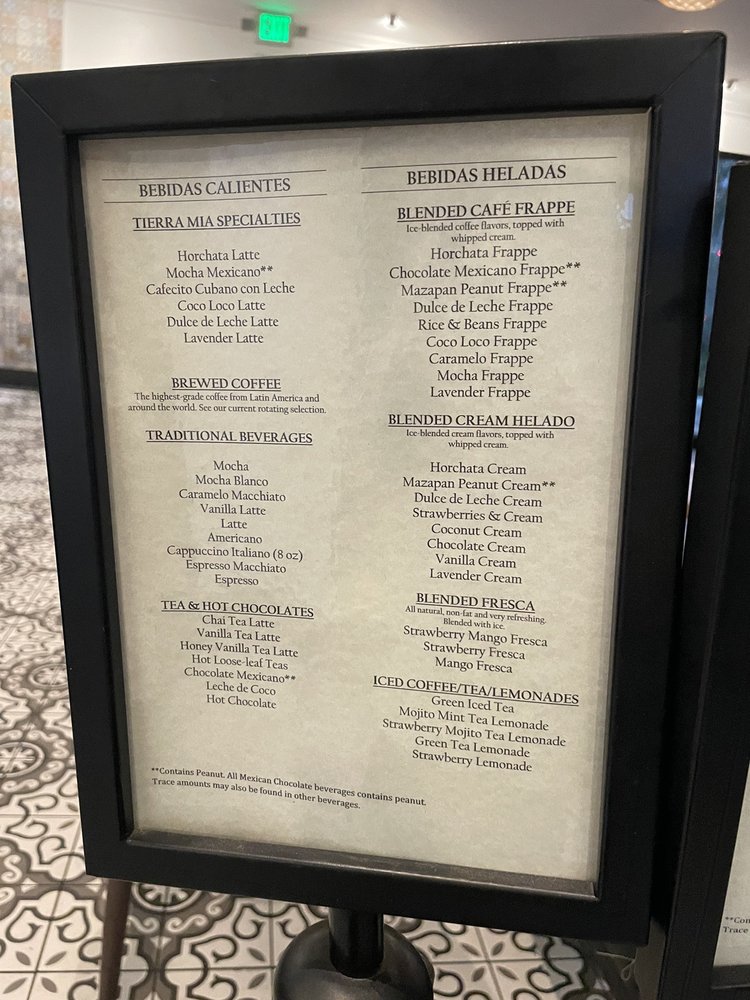 BEBIDAS CALIENTES
TIERRA MIA SPECIALTIES
Horchata Latte
Mocha Mexicano**
Cafecito Cubano con Leche
Coco Loco Latte
Dulce de Leche Latte
Lavender Latte
BREWED COFFEE
The highest-grade coffee from Latin America and
around the world. See our current rotating selection.
TRADITIONAL BEVERAGES
Mocha
Mocha Blanco
Caramelo Macchiato
Vanilla Latte
Latte
Americano
Cappuccino Italiano (8 oz)
Espresso Macchiato
Espresso
TEA & HOT CHOCOLATES
Chai Tea Latte
Vanilla Tea Latte
Honey Vanilla Tea Latte
Hot Loose-leaf Teas
Chocolate Mexicano**
Leche de Coco
Hot Chocolate
BEBIDAS HELADAS
BLENDED CAFÉ FRAPPE
Ice-blended coffee flavors, topped with
whipped cream.
Horchata Frappe
Chocolate Mexicano Frappe**
Mazapan Peanut Frappe**
Dulce de Leche Frappe
Rice & Beans Frappe
Coco Loco Frappe
Caramelo Frappe
Mocha Frappe
Lavender Frappe
BLENDED CREAM HELADO
Ice-blended cream flavors, topped with
whipped cream.
Horchata Cream
Mazapan Peanut Cream**
Dulce de Leche Cream
Strawberries & Cream
Coconut Cream
Chocolate Cream
Vanilla Cream
Lavender Cream
BLENDED FRESCA
All natural, non-fat and very refreshing.
Blended with ice.
Strawberry Mango Fresca
Strawberry Fresca
Mango Fresca
ICED COFFEE/TEA/LEMONADES
Green Iced Tea
Mojito Mint Tea Lemonade
Strawberry Mojito Tea Lemonade
Green Tea Lemonade
Strawberry Lemonade
**Contains Peanut. All Mexican Chocolate beverages contains peanut.
Trace amounts may also be found in other beverages.
**Con
Trace